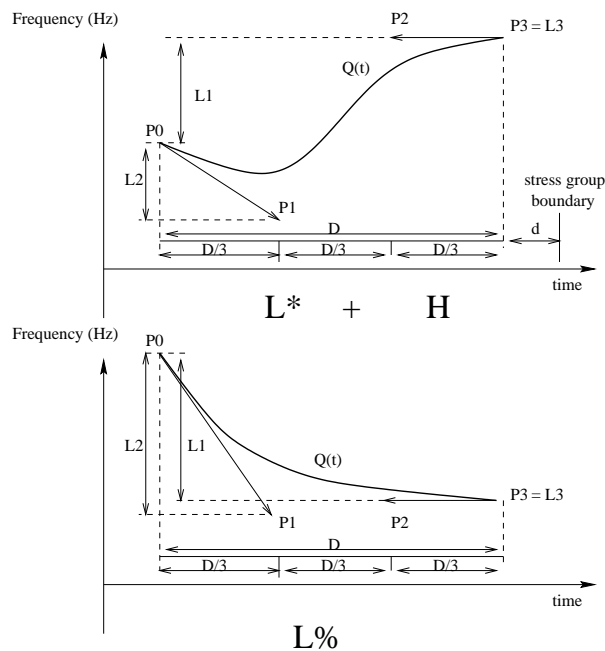 Frequency (Hz)
P2
P3 = L3
Q(t)
L1
P0
L2
P1
stress group
boundary
D
d
D/3
D/3
D/3
time
L* + H
Frequency (Hz)
P0
L2
L1
Q(t)
P3 = L3
P1
P2
D
D/3
D/3
D/3
time
L%